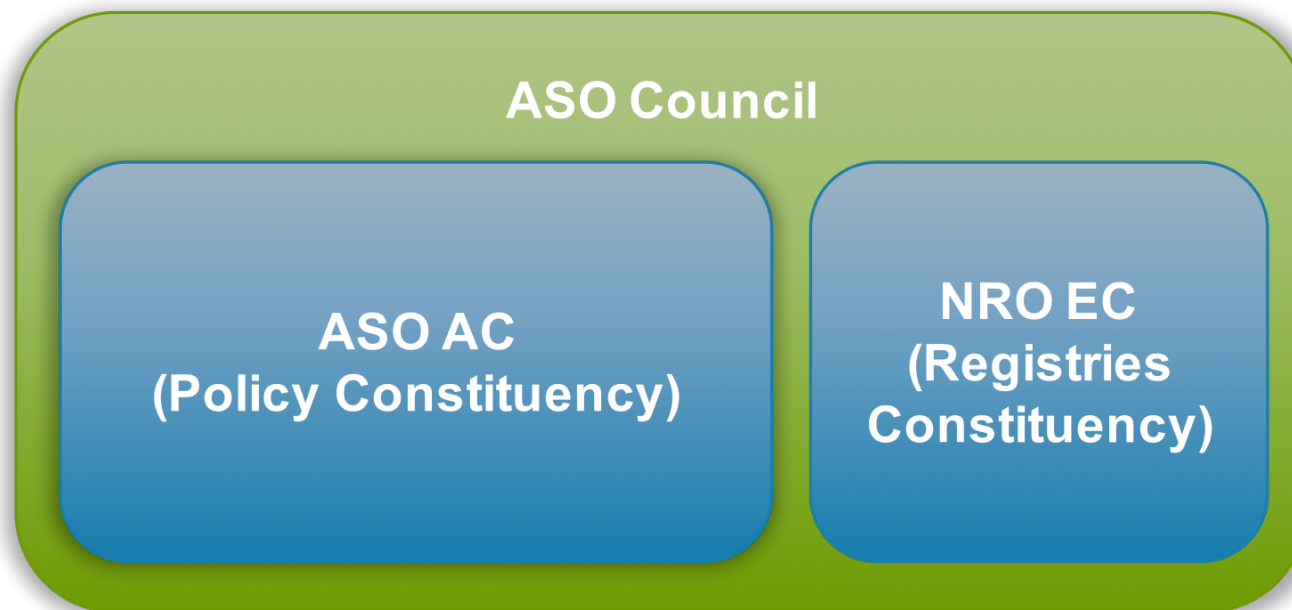 ASO Council
ASO AC
(Policy Constituency)
NRO EC
(Registries
Constituency)